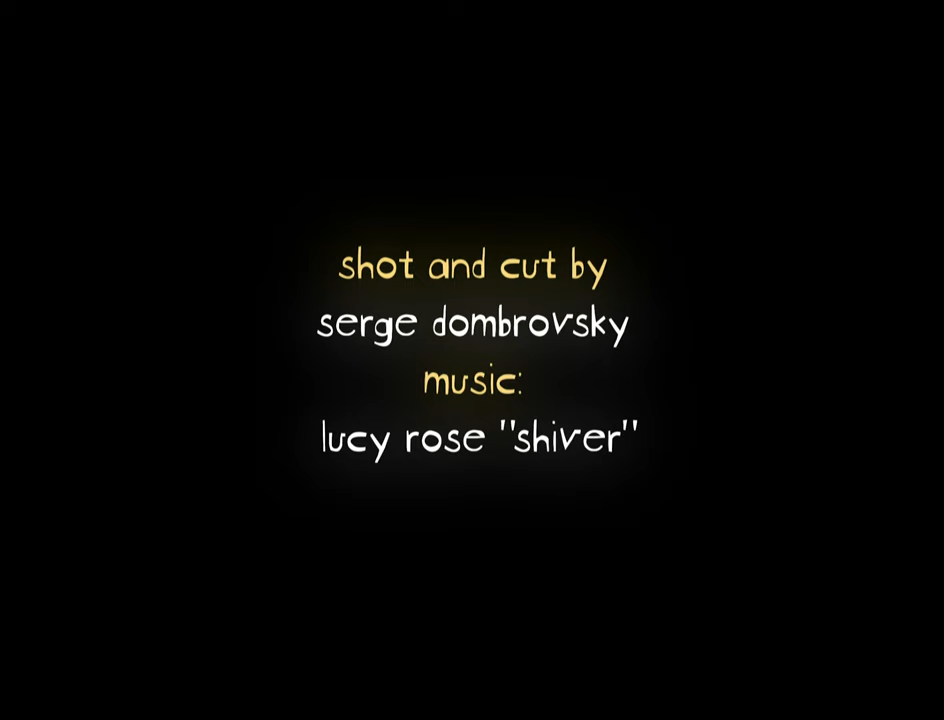 shot and cut by
serge dombrovsky
music:
lucy rose "shiver"